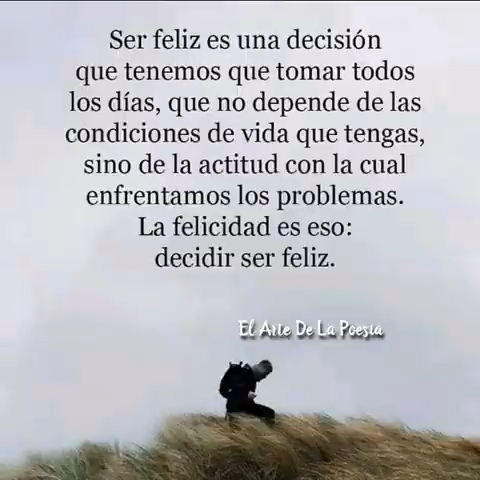 Ser feliz es una decisión
que tenemos que tomar todos
los días, que no depende de las
condiciones de vida que tengas,
sino de la actitud con la cual
enfrentamos los problemas.
La felicidad es eso:
decidir ser feliz.
El Arte De La Poesía